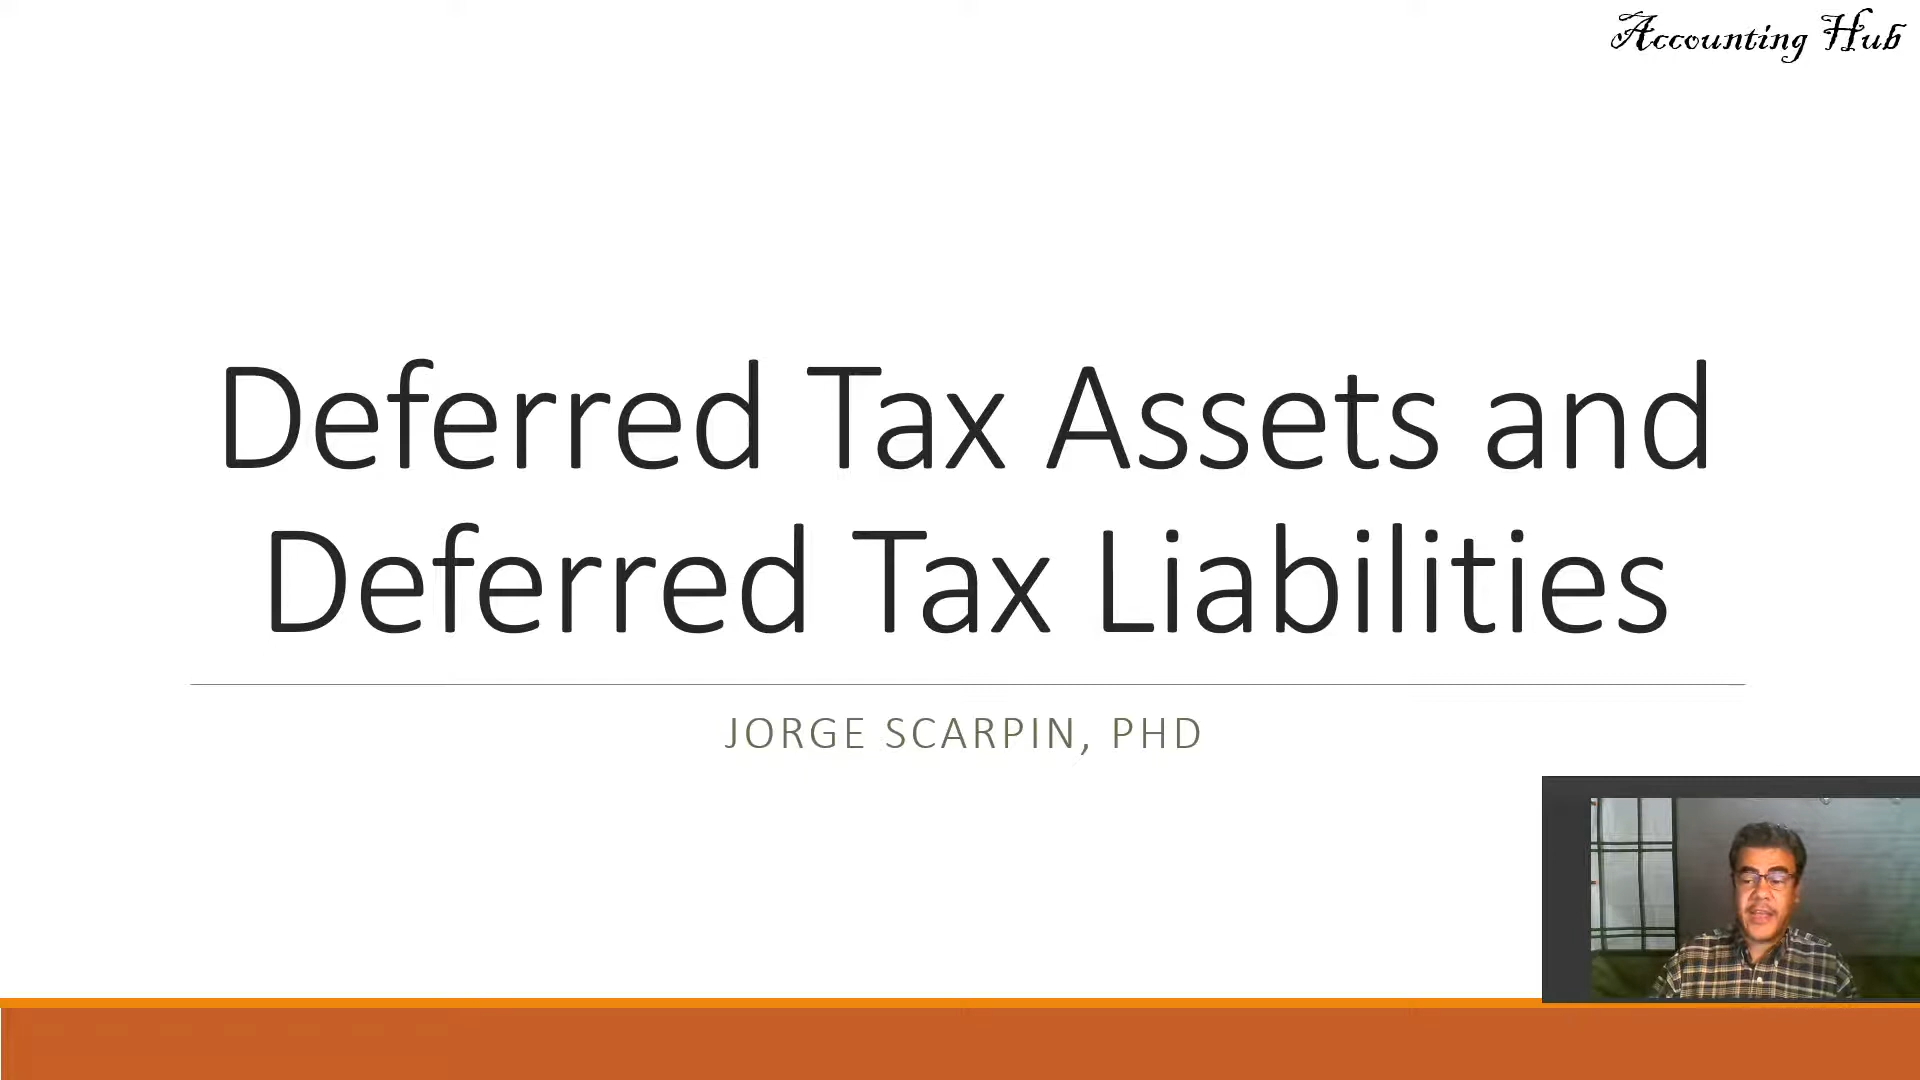 Accounting Hub
Deferred Tax Assets and
Deferred Tax Liabilities
JORGE SCARPIN, PHD